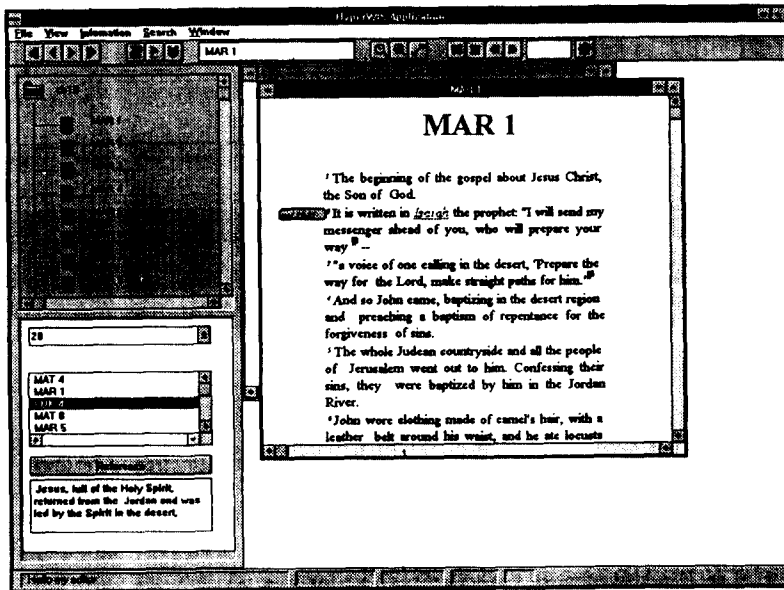 Application
File View Information Search Window
MAR 1
MAR 1
MAR 1
¹ The beginning of the gospel about Jesus Christ,
the Son of God.
² It is written in Isaiah the prophet: "I will send my
messenger ahead of you, who will prepare your
way --
³ "a voice of one calling in the desert, 'Prepare the
way for the Lord, make straight paths for him.'"
⁴ And so John came, baptizing in the desert region
and preaching a baptism of repentance for the
forgiveness of sins.
⁵ The whole Judean countryside and all the people
of Jerusalem went out to him. Confessing their
sins, they were baptized by him in the Jordan
River.
⁶ John wore clothing made of camel's hair, with a
leather belt around his waist, and he ate locusts
28
MAT 4
MAR 1
MAT 6
MAR 5
References
Jesus, full of the Holy Spirit,
returned from the Jordan and was
led by the Spirit in the desert,